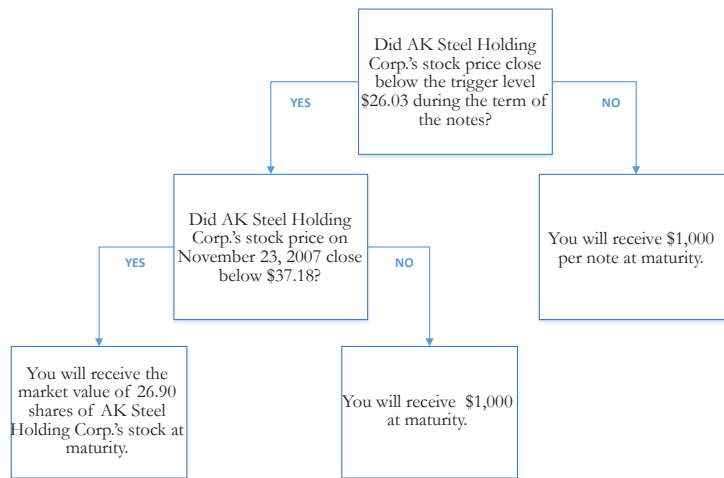 Did AK Steel Holding
Corp.'s stock price close
below the trigger level
$26.03 during the term of
the notes?
YES
NO
Did AK Steel Holding
Corp.'s stock price on
November 23, 2007 close
below $37.18?
You will receive $1,000
per note at maturity.
YES
NO
You will receive the
market value of 26.90
shares of AK Steel
Holding Corp.'s stock at
maturity.
You will receive $1,000
at maturity.